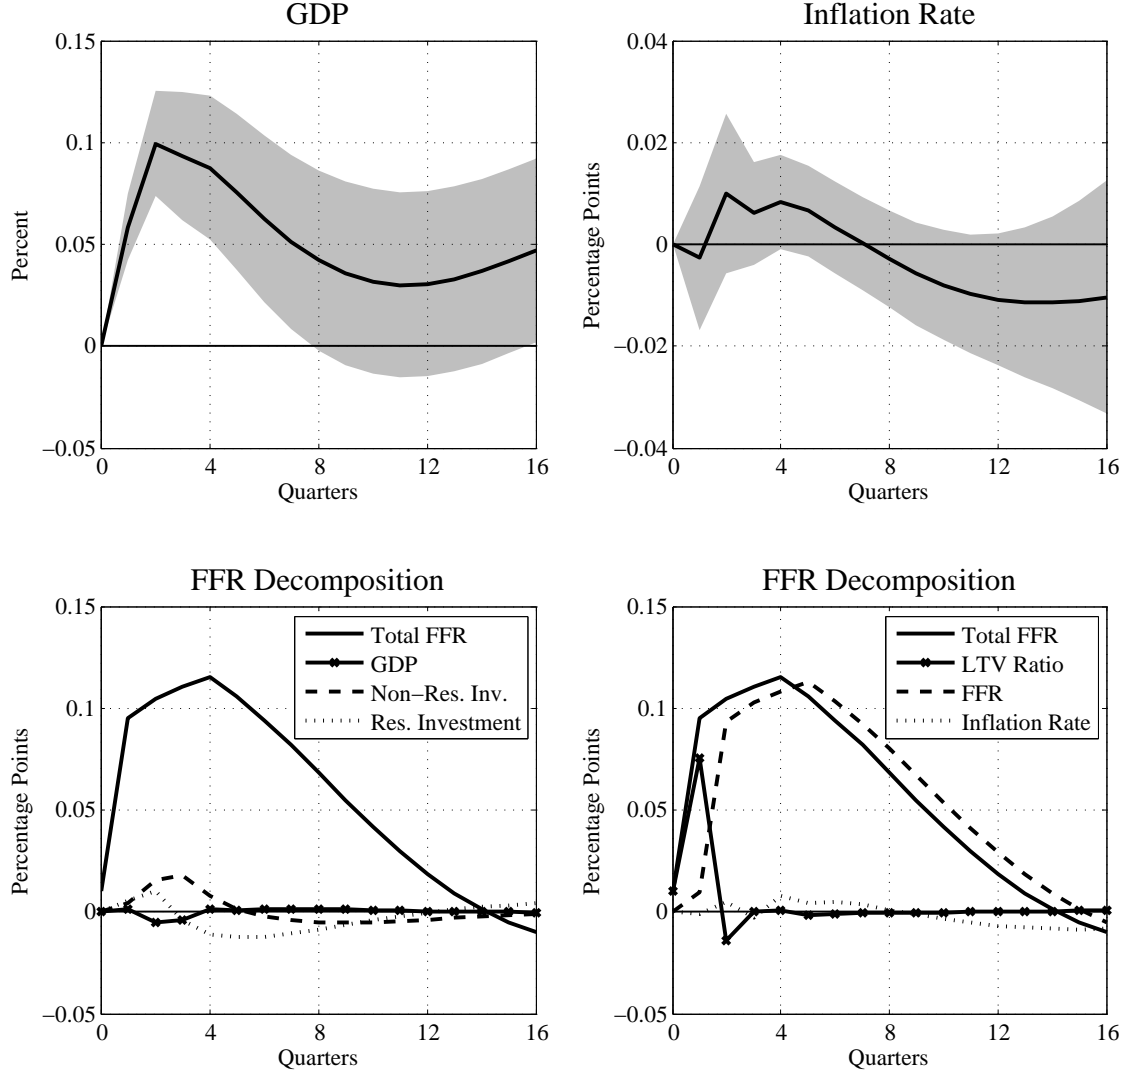 GDP
0.15
0.1
0.05
0
−0.05
Percent
0 4 8 12 16
Quarters
Inflation Rate
0.04
0.02
0
−0.02
−0.04
Percentage Points
0 4 8 12 16
Quarters
FFR Decomposition
0.15
0.1
0.05
0
−0.05
Percentage Points
Total FFR
GDP
Non−Res. Inv.
Res. Investment
0 4 8 12 16
Quarters
FFR Decomposition
0.15
0.1
0.05
0
−0.05
Percentage Points
Total FFR
LTV Ratio
FFR
Inflation Rate
0 4 8 12 16
Quarters